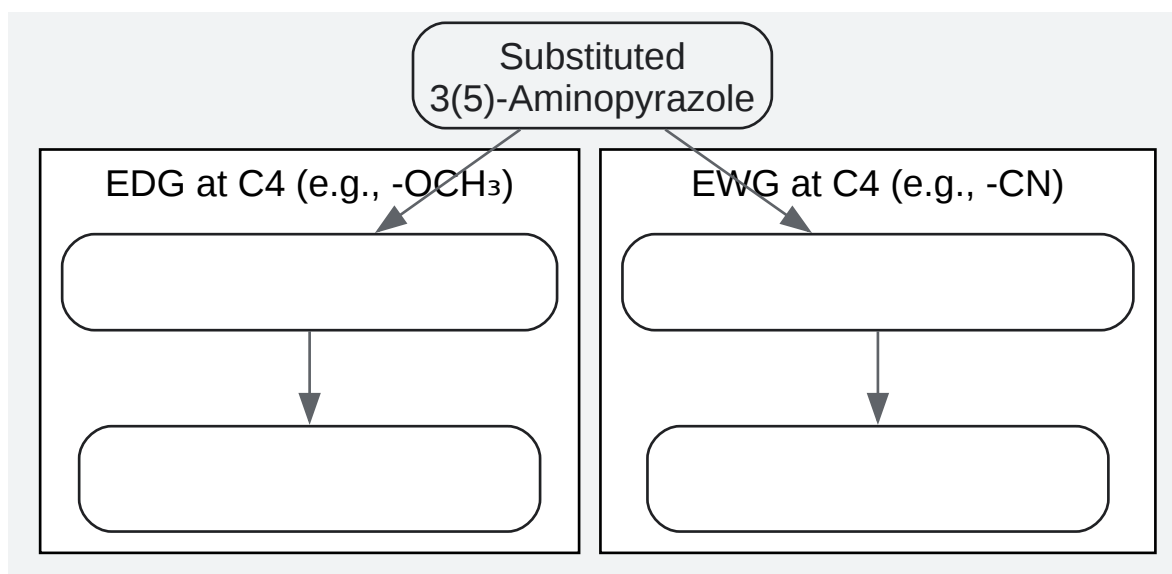 Substituted
3(5)-Aminopyrazole
EDG at C4 (e.g., -OCH₃)
EWG at C4 (e.g., -CN)